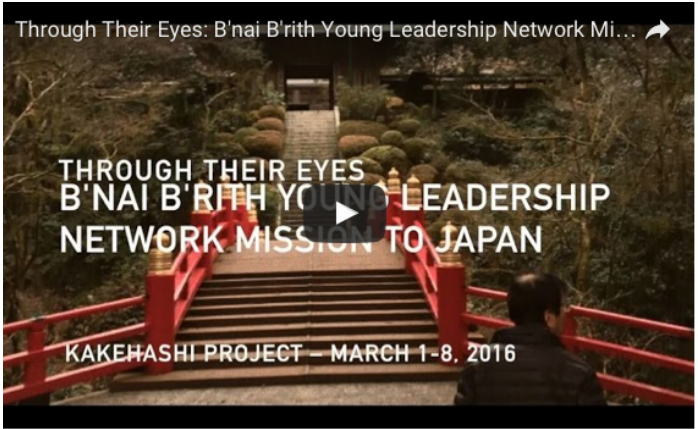 Through Their Eyes: B'nai B'rith Young Leadership Network Mi...
THROUGH THEIR EYES
B'NAI B'RITH YOUNG LEADERSHIP
NETWORK MISSION TO JAPAN
KAKEHASHI PROJECT – MARCH 1-8, 2016